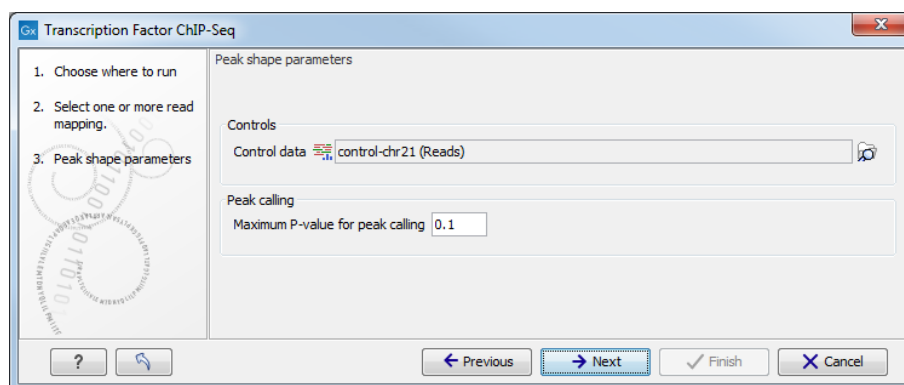 Gx Transcription Factor ChIP-Seq
1. Choose where to run
2. Select one or more read
mapping.
3. Peak shape parameters
Peak shape parameters
Controls
Control data control-chr21 (Reads)
Peak calling
Maximum P-value for peak calling 0.1
? Previous Next Finish Cancel